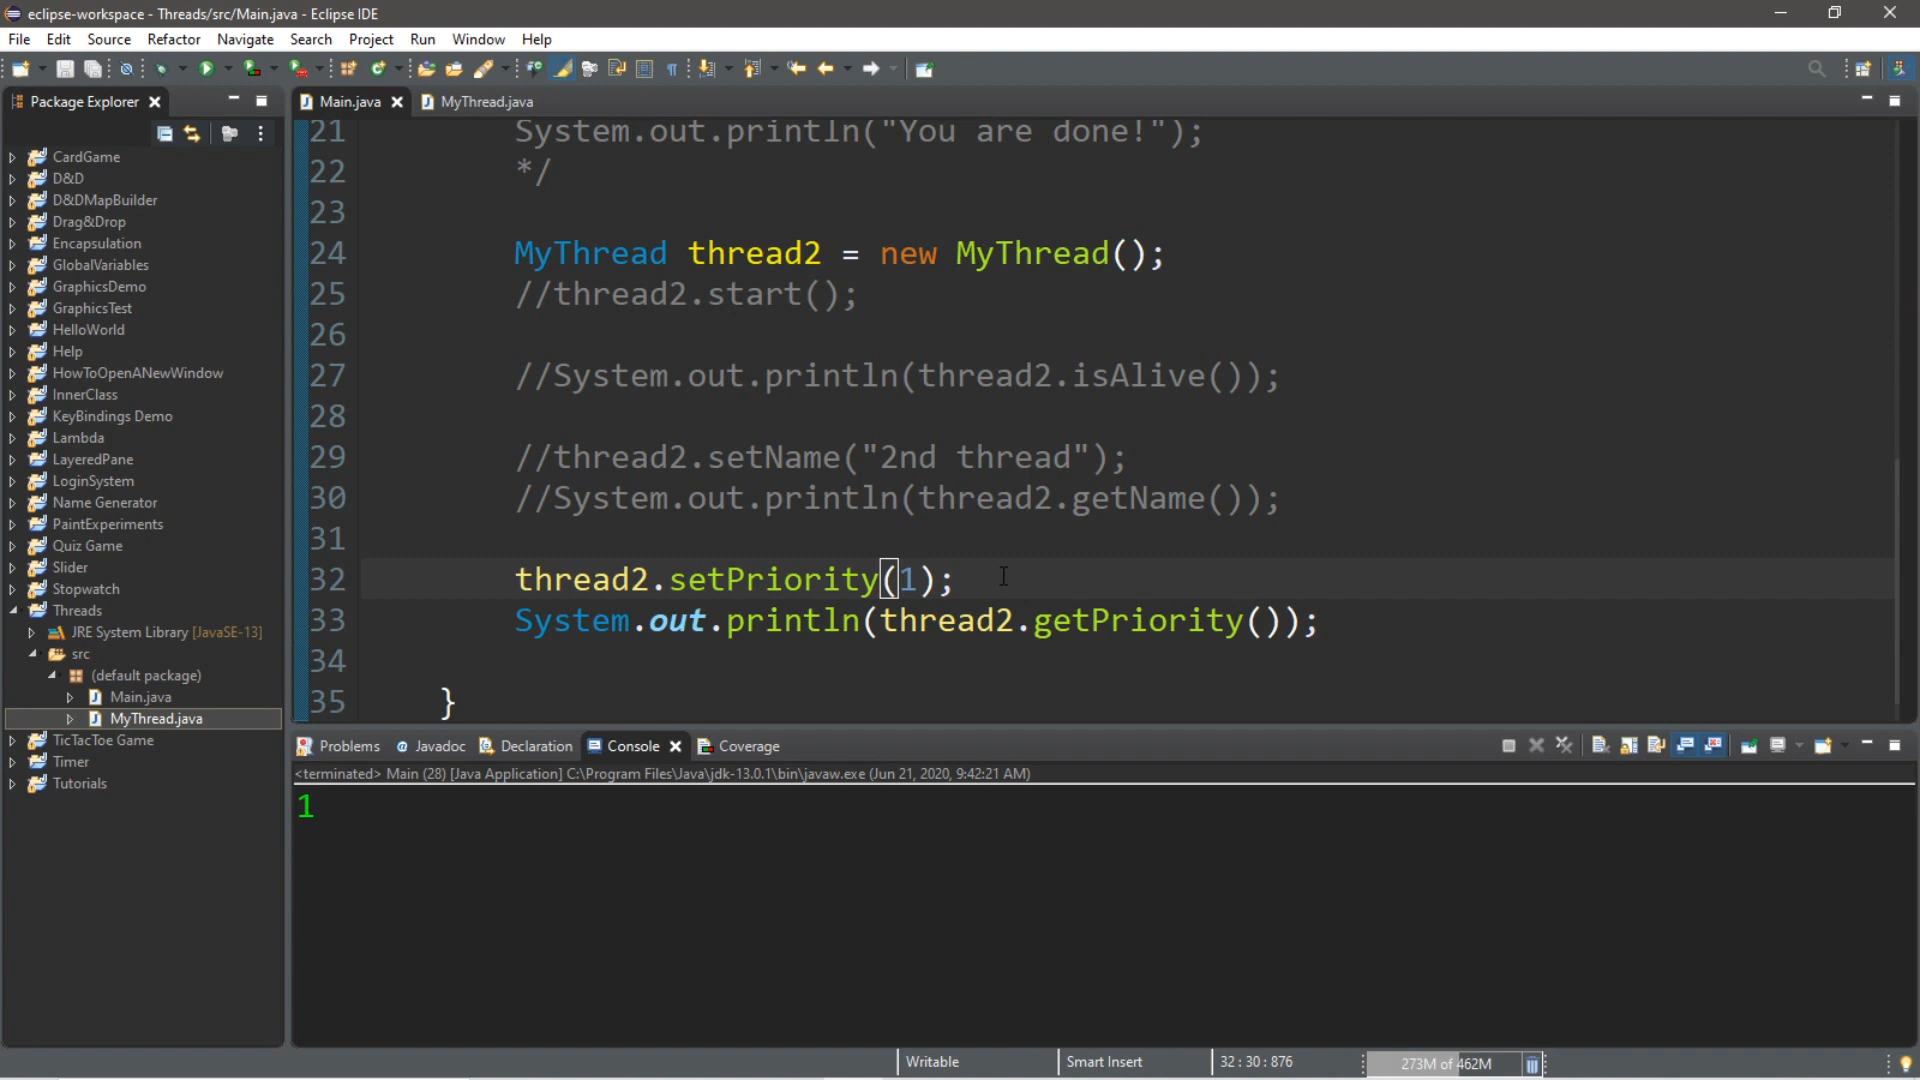 eclipse-workspace - Threads/src/Main.java - Eclipse IDE
File Edit Source Refactor Navigate Search Project Run Window Help
Package Explorer
Main.java MyThread.java
CardGame
D&D
D&DMapBuilder
Drag&Drop
Encapsulation
GlobalVariables
GraphicsDemo
GraphicsTest
HelloWorld
Help
HowToOpenANewWindow
InnerClass
KeyBindings Demo
Lambda
LayeredPane
LoginSystem
Name Generator
PaintExperiments
Quiz Game
Slider
Stopwatch
Threads
JRE System Library [JavaSE-13]
src
(default package)
Main.java
MyThread.java
TicTacToe Game
Timer
Tutorials
21 System.out.println("You are done!");
22 */
23
24 MyThread thread2 = new MyThread();
25 //thread2.start();
26
27 //System.out.println(thread2.isAlive());
28
29 //thread2.setName("2nd thread");
30 //System.out.println(thread2.getName());
31
32 thread2.setPriority(1);
33 System.out.println(thread2.getPriority());
34
35 }
Problems @ Javadoc Declaration Console Coverage
<terminated> Main (28) [Java Application] C:\Program Files\Java\jdk-13.0.1\bin\javaw.exe (Jun 21, 2020, 9:42:21 AM)
1
Writable Smart Insert 32 : 30 : 876 273M of 462M